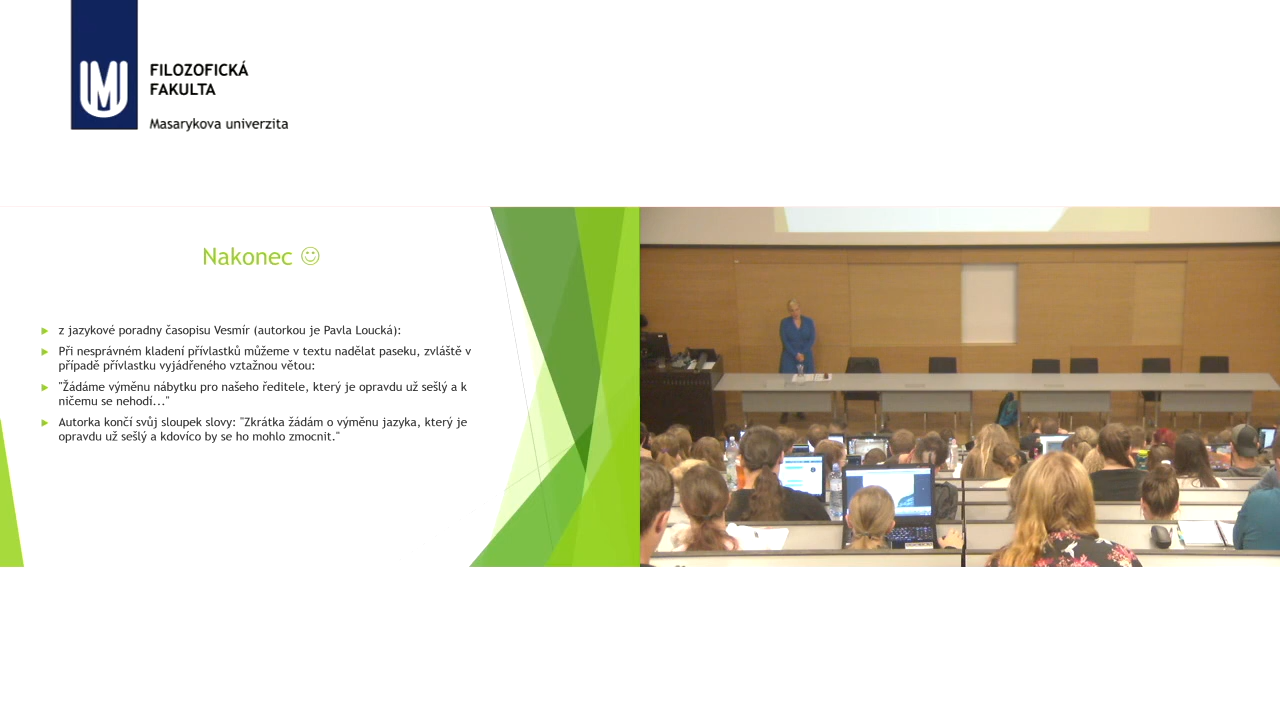 FILOZOFICKÁ
FAKULTA
Masarykova univerzita
Nakonec ☺
z jazykové poradny časopisu Vesmír (autorkou je Pavla Loucká):
Při nesprávném kladení přívlastků můžeme v textu nadělat paseku, zvláště v
případě přívlastku vyjádřeného vztažnou větou:
"Žádáme výměnu nábytku pro našeho ředitele, který je opravdu už sešlý a k
ničemu se nehodí..."
Autorka končí svůj sloupek slovy: "Zkrátka žádám o výměnu jazyka, který je
opravdu už sešlý a kdovíco by se ho mohlo zmocnit."